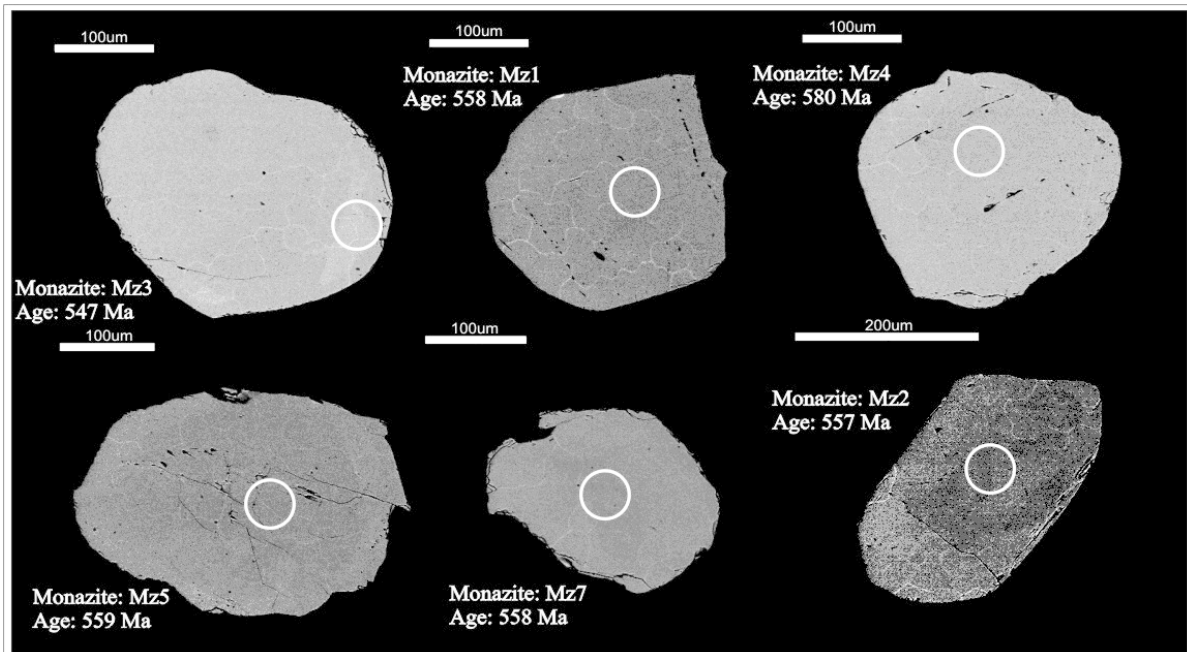 100um
Monazite: Mz3
Age: 547 Ma
100um
Monazite: Mz1
Age: 558 Ma
100um
Monazite: Mz4
Age: 580 Ma
100um
Monazite: Mz5
Age: 559 Ma
100um
Monazite: Mz7
Age: 558 Ma
200um
Monazite: Mz2
Age: 557 Ma